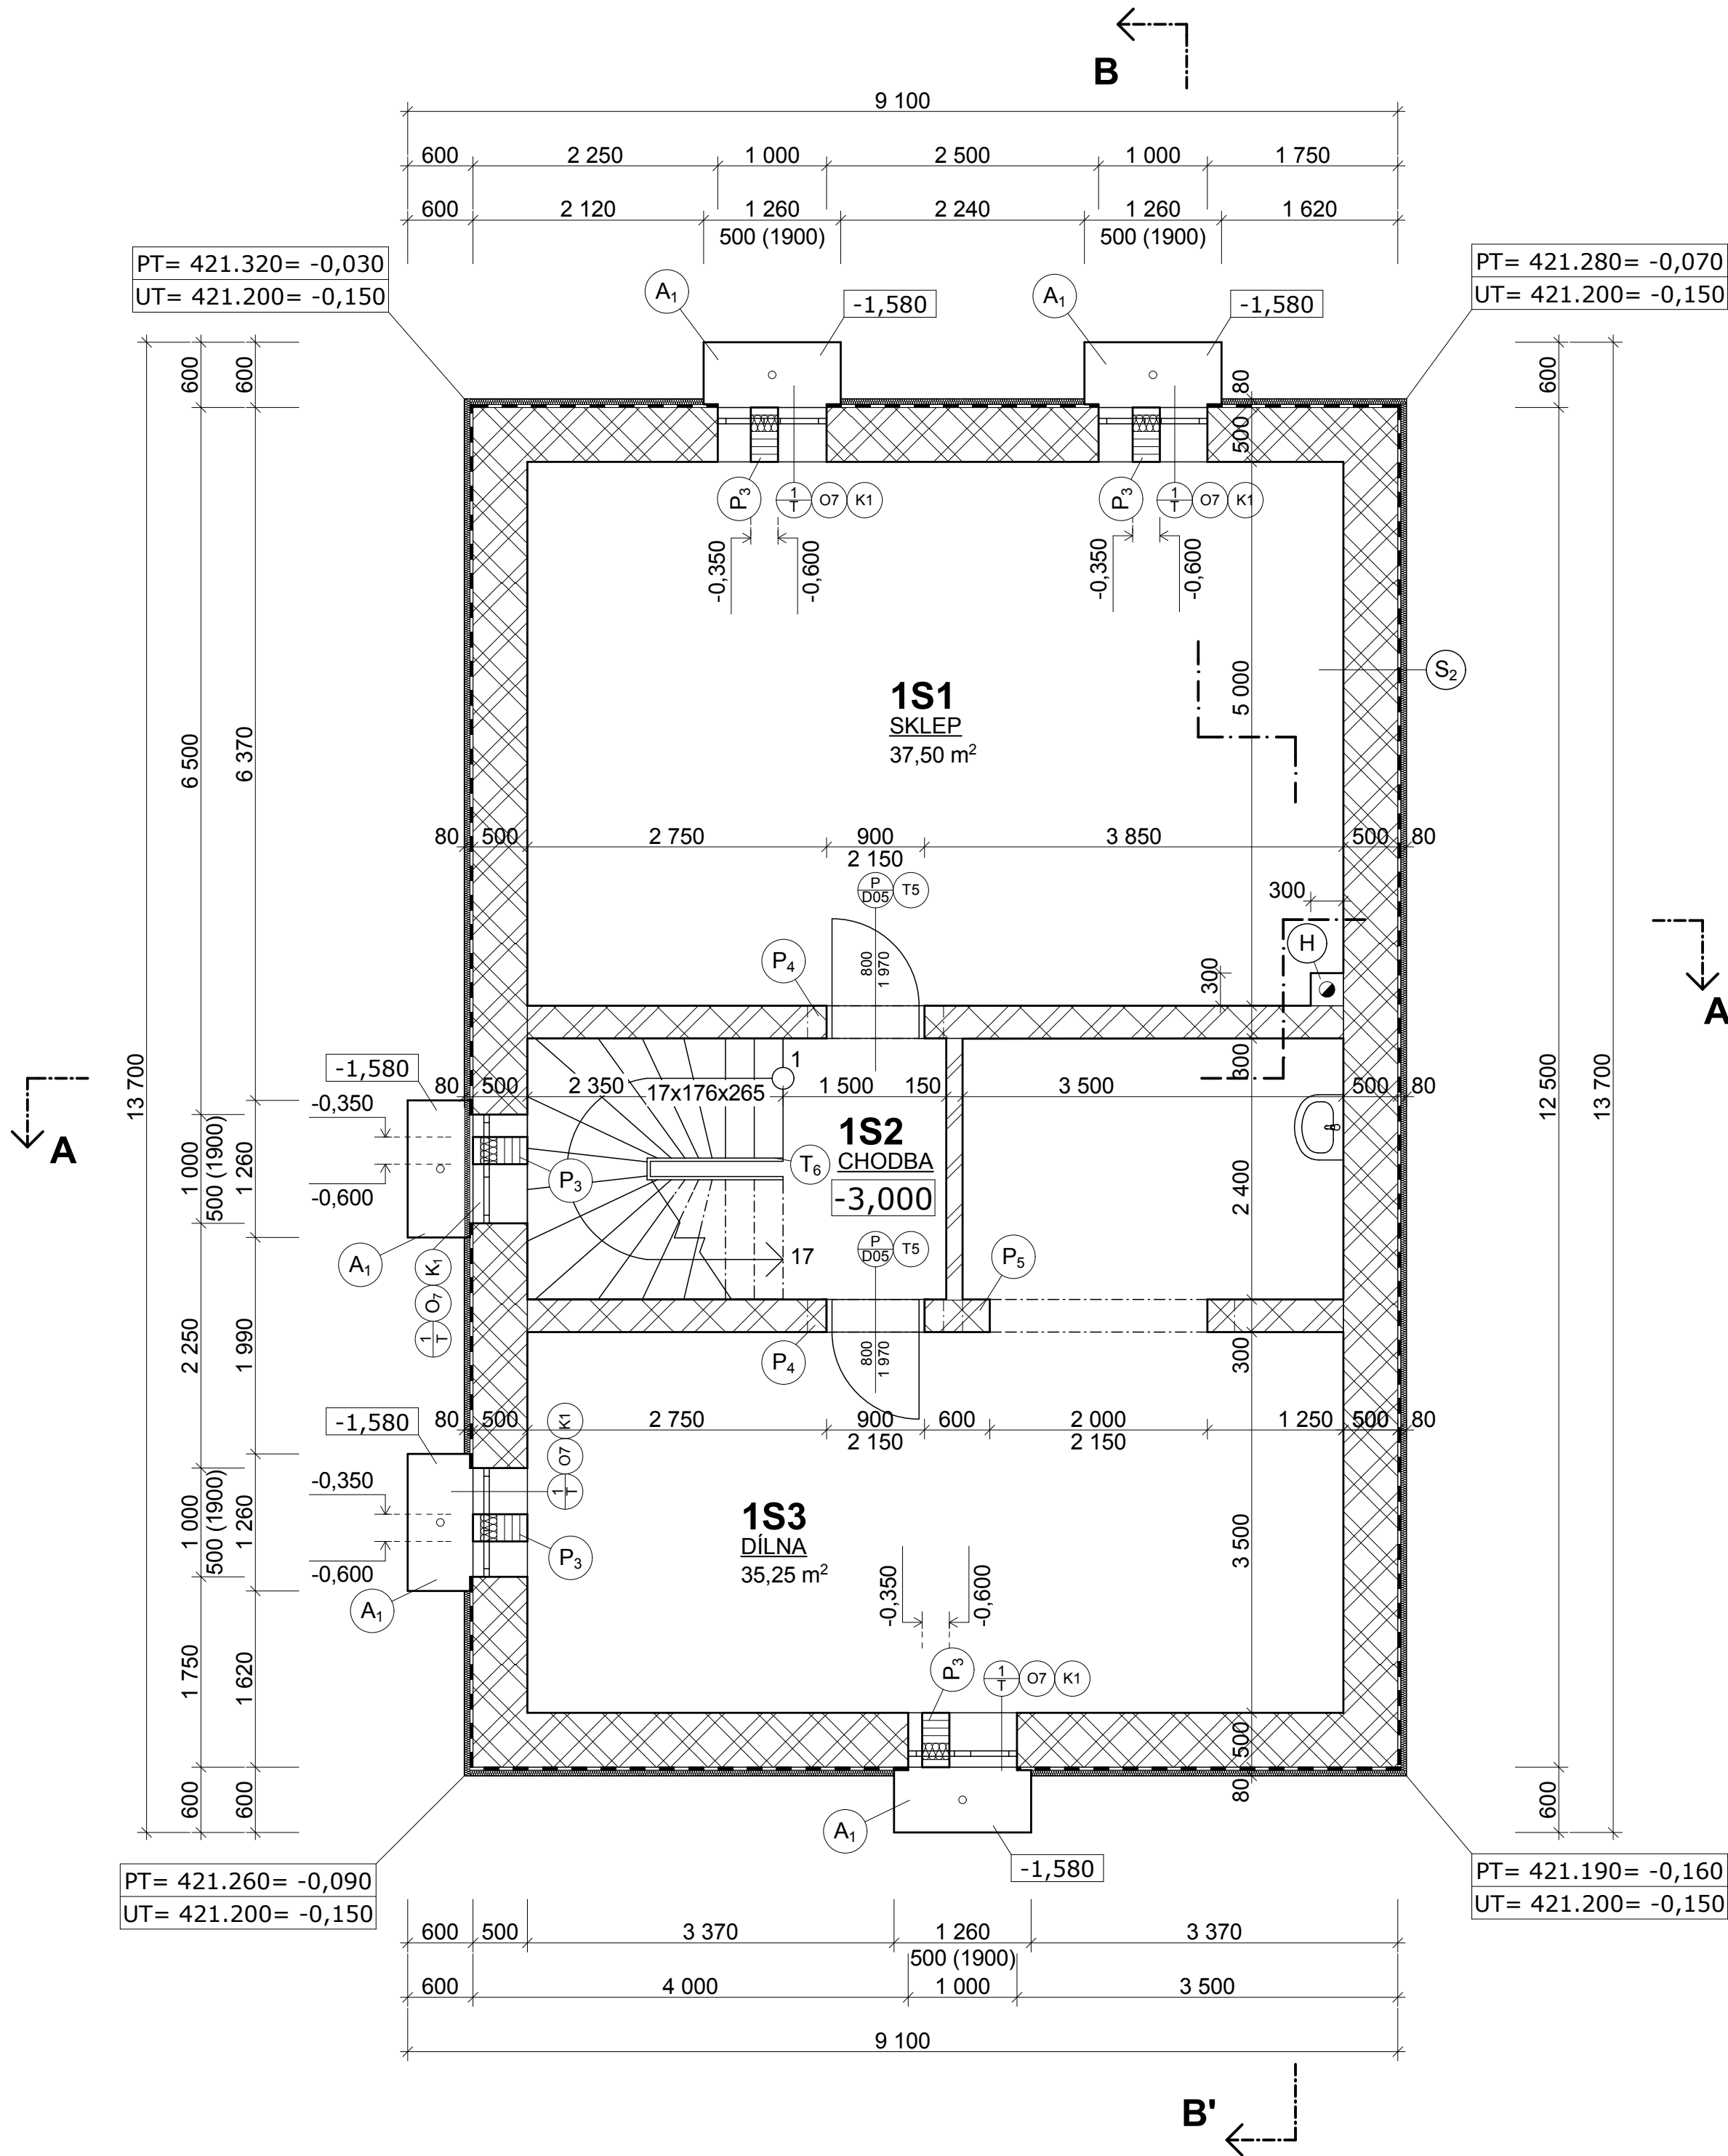 B
9 100
600 2 250 1 000 2 500 1 000 1 750
600 2 120 1 260 2 240 1 260 1 620
500 (1900) 500 (1900)
PT= 421.320= -0,030
UT= 421.200= -0,150
PT= 421.280= -0,070
UT= 421.200= -0,150
A₁
-1,580
A₁
-1,580
600
600
80
600
500
P₃
1
T
O7
K1
P₃
1
T
O7
K1
-0,350
-0,600
-0,350
-0,600
1S1
SKLEP
37,50 m²
5 000
S₂
6 500
6 370
80 500 2 750 900 3 850 500 80
2 150
P
D05
T5
300
H
P₄
800
1 970
300
A
13 700
12 500
13 700
-1,580
1
300
80 500 2 350 17x176x265 1 500 150 3 500 500 80
-0,350
A
1S2
CHODBA
T₆
-3,000
P₃
-0,600
1 000
500 (1900)
1 260
2 400
P
D05
T5
17
P₅
A₁
K₁
O₇
1
T
2 250
1 990
P₄
800
1 970
300
-1,580
80 500 2 750 900 600 2 000 1 250 500 80
2 150 2 150
K1
O7
1
T
-0,350
1 000
500 (1900)
1 260
1S3
DÍLNA
35,25 m²
3 500
P₃
-0,600
A₁
-0,350
-0,600
P₃
1
T
O7
K1
1 750
1 620
500
80
600
600
600
A₁
-1,580
PT= 421.260= -0,090
UT= 421.200= -0,150
PT= 421.190= -0,160
UT= 421.200= -0,150
600 500 3 370 1 260 3 370
500 (1900)
600 4 000 1 000 3 500
9 100
B'